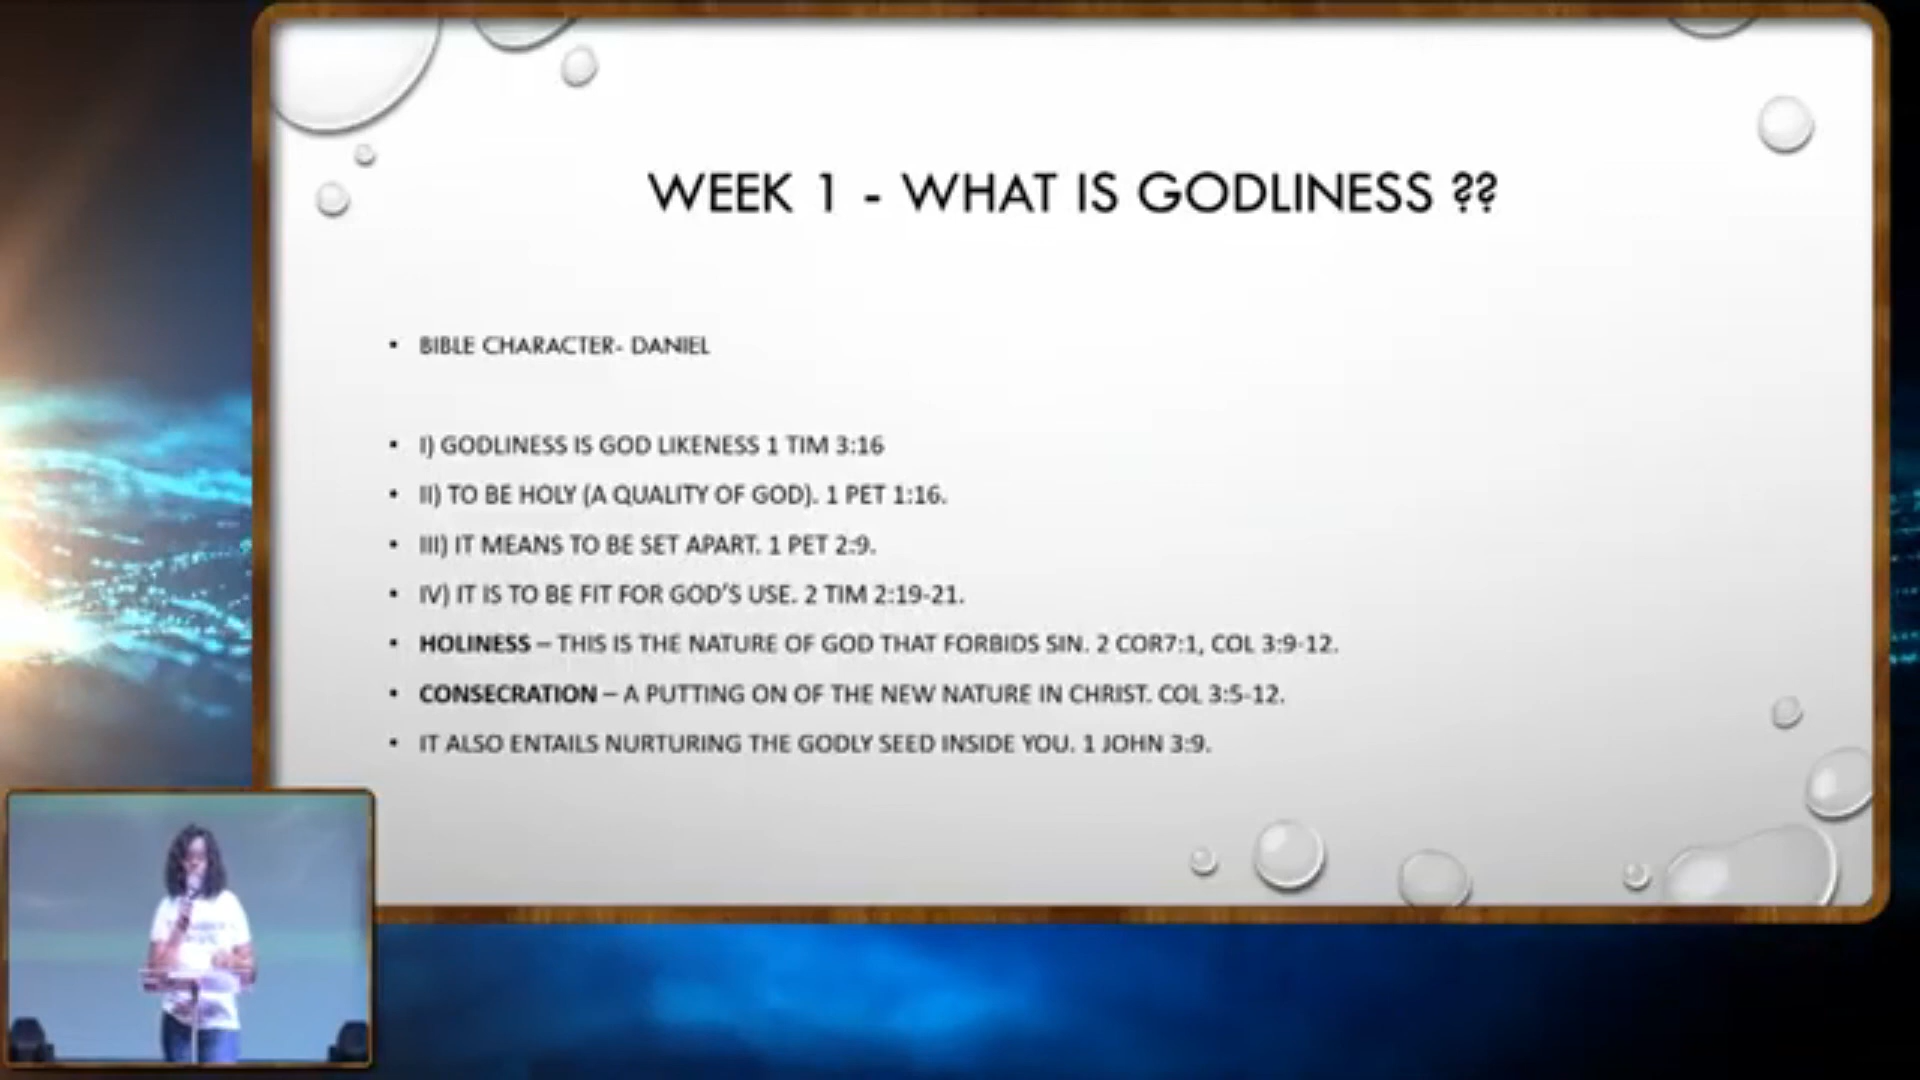 WEEK 1 - WHAT IS GODLINESS ??
• BIBLE CHARACTER- DANIEL
• I) GODLINESS IS GOD LIKENESS 1 TIM 3:16
• II) TO BE HOLY (A QUALITY OF GOD). 1 PET 1:16.
• III) IT MEANS TO BE SET APART. 1 PET 2:9.
• IV) IT IS TO BE FIT FOR GOD'S USE. 2 TIM 2:19-21.
• HOLINESS – THIS IS THE NATURE OF GOD THAT FORBIDS SIN. 2 COR7:1, COL 3:9-12.
• CONSECRATION – A PUTTING ON OF THE NEW NATURE IN CHRIST. COL 3:5-12.
• IT ALSO ENTAILS NURTURING THE GODLY SEED INSIDE YOU. 1 JOHN 3:9.